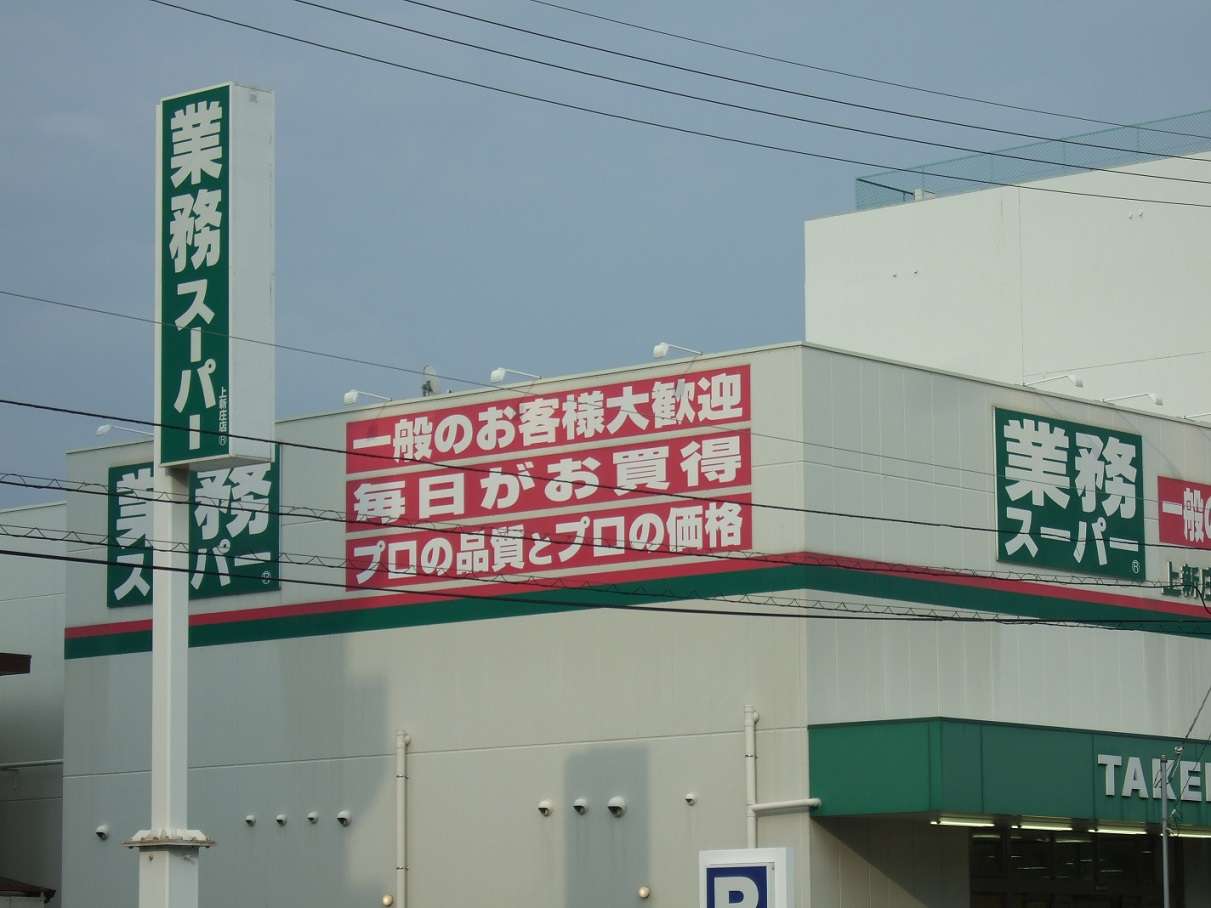 業務スーパー
上新庄店
業務
スーパー
一般のお客様大歓迎
毎日がお買得
プロの品質とプロの価格
業務
スーパー
®
一般の
上新庄
TAKE
P